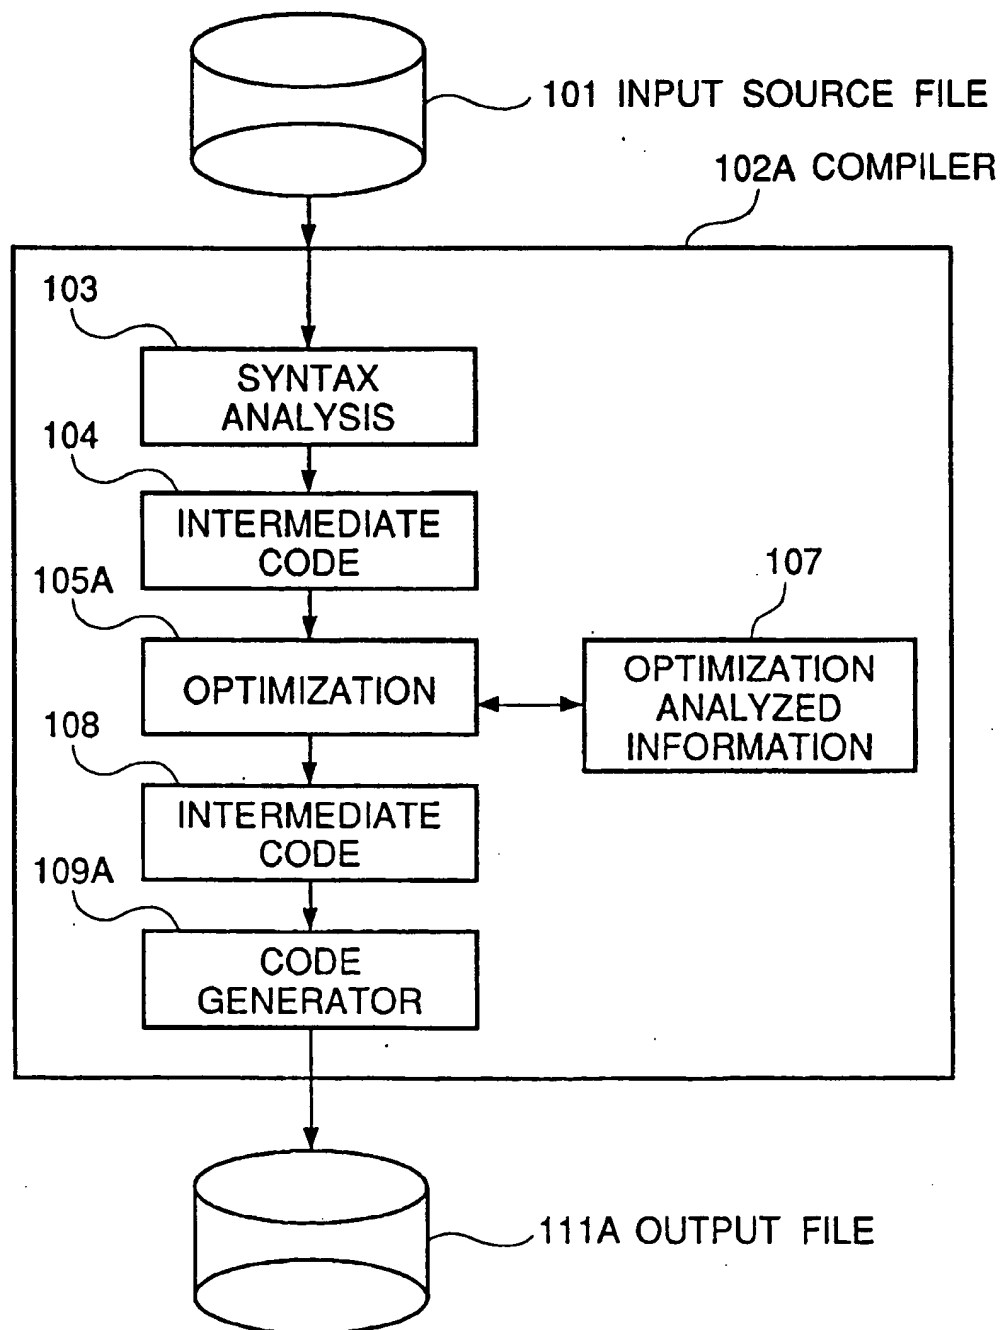 101 INPUT SOURCE FILE
102A COMPILER
103
SYNTAX
ANALYSIS
104
INTERMEDIATE
CODE
105A
OPTIMIZATION
107
OPTIMIZATION
ANALYZED
INFORMATION
108
INTERMEDIATE
CODE
109A
CODE
GENERATOR
111A OUTPUT FILE